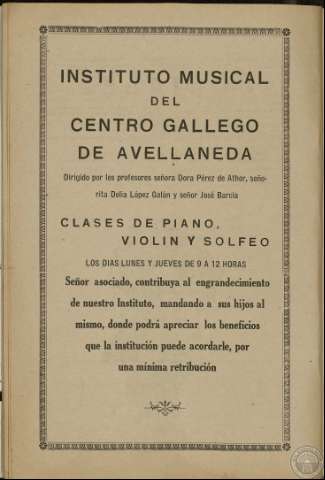 INSTITUTO MUSICAL
DEL
CENTRO GALLEGO
DE AVELLANEDA
Dirigido por los profesores señora Dora Pérez de Athor, seño-
rita Delia López Galán y señor José Barcia
CLASES DE PIANO,
VIOLIN Y SOLFEO
LOS DIAS LUNES Y JUEVES DE 9 A 12 HORAS
Señor asociado, contribuya al engrandecimiento
de nuestro Instituto, mandando a sus hijos al
mismo, donde podrá apreciar los beneficios
que la institución puede acordarle, por
una mínima retribución